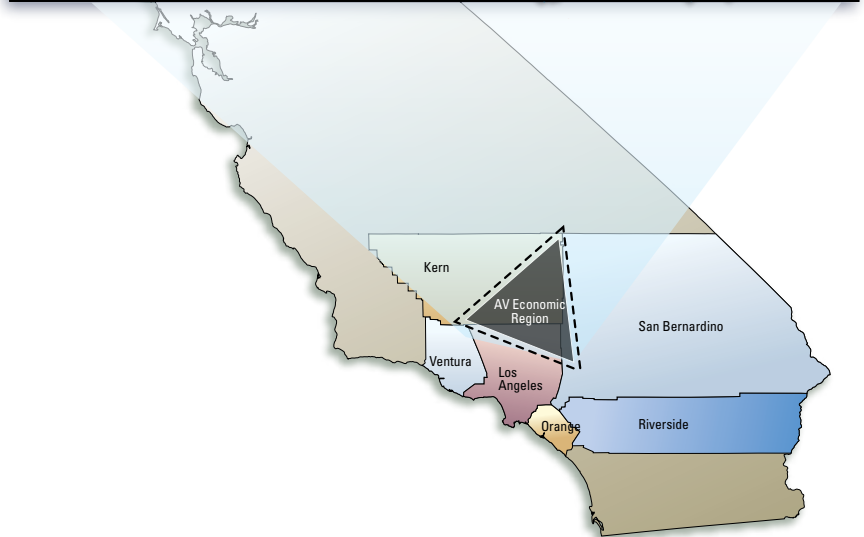 Kern
AV Economic
Region
San Bernardino
Ventura
Los
Angeles
Orange
Riverside